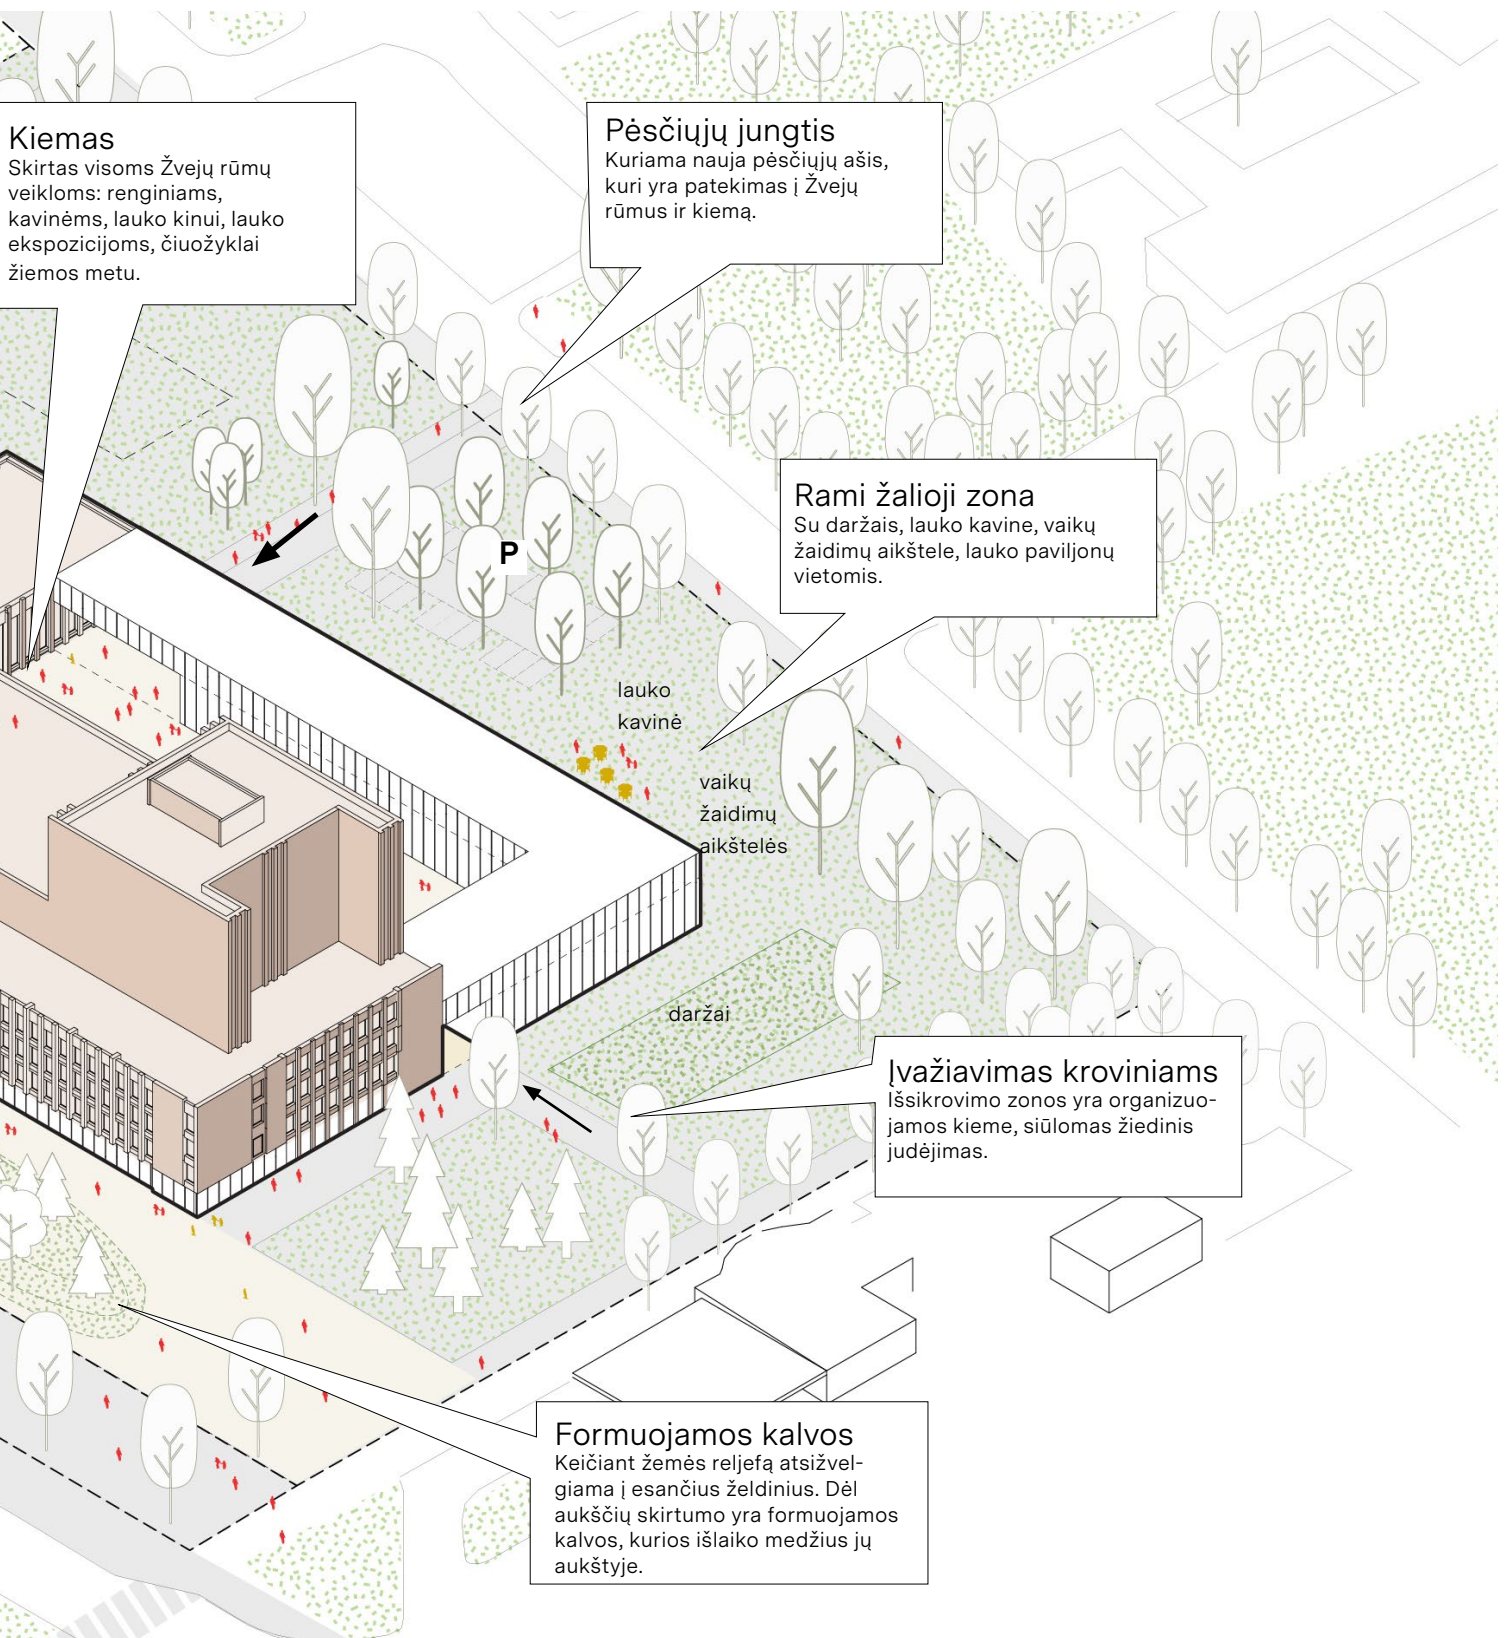 Kiemas
Skirtas visoms Žvejų rūmų
veikloms: renginiams,
kavinėms, lauko kinui, lauko
ekspozicijoms, čiuožyklai
žiemos metu.
Pėsčiųjų jungtis
Kuriama nauja pėsčiųjų ašis,
kuri yra patekimas į Žvejų
rūmus ir kiemą.
Rami žalioji zona
Su daržais, lauko kavine, vaikų
žaidimų aikštele, lauko paviljonų
vietomis.
P
lauko
kavinė
vaikų
žaidimų
aikštelės
daržai
Įvažiavimas kroviniams
Išsikrovimo zonos yra organizuo-
jamos kieme, siūlomas žiedinis
judėjimas.
Formuojamos kalvos
Keičiant žemės reljefą atsižvel-
giama į esančius želdinius. Dėl
aukščių skirtumo yra formuojamos
kalvos, kurios išlaiko medžius jų
aukštyje.